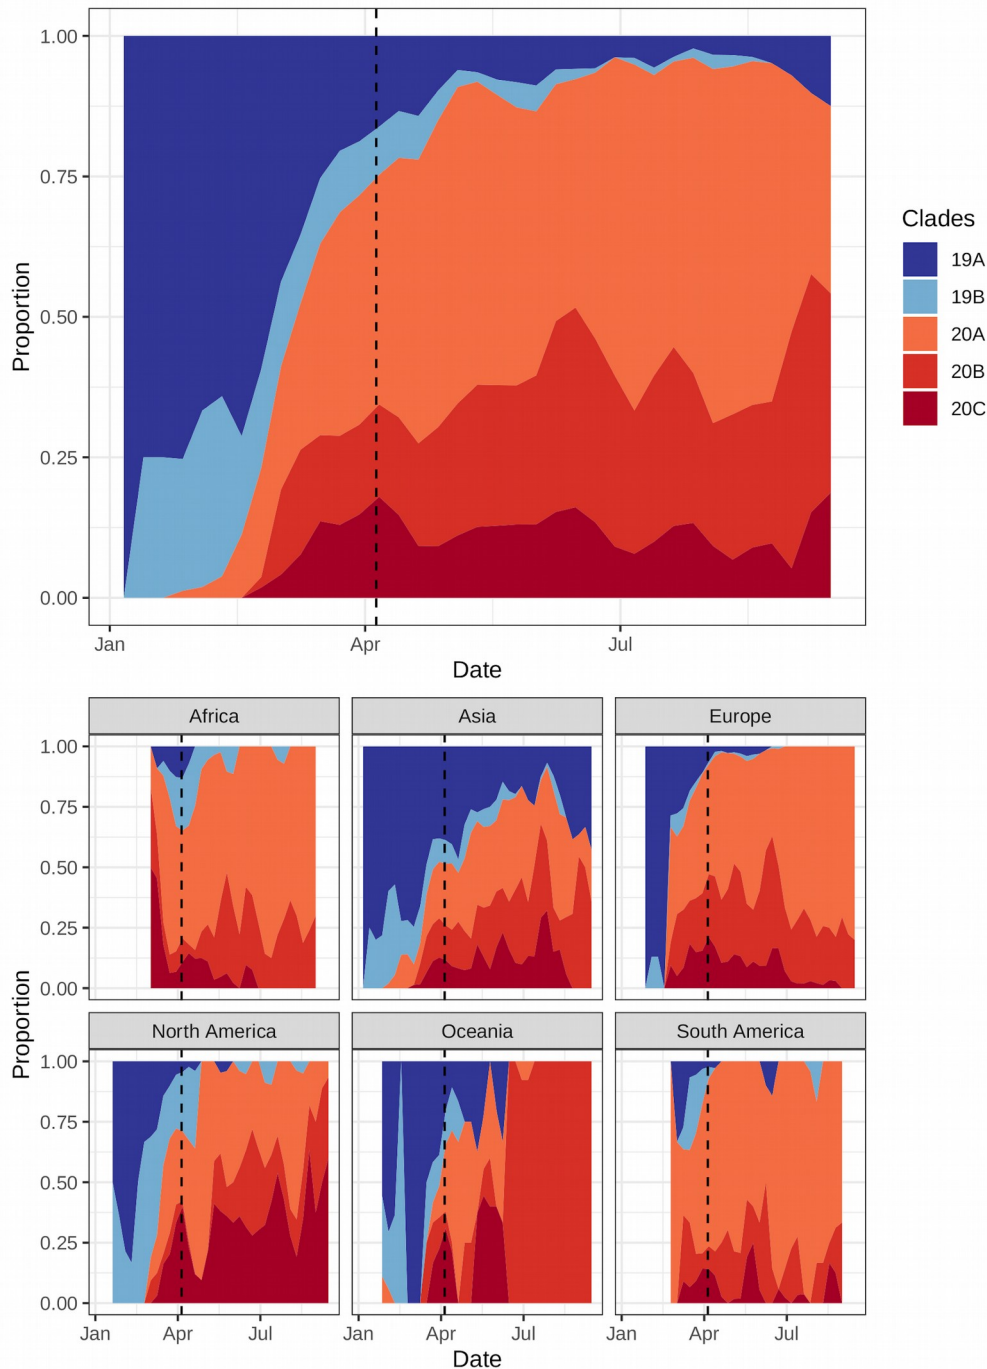 1.00
0.75
0.50
0.25
0.00
Proportion
Jan Apr Jul
Date
Clades
19A
19B
20A
20B
20C
Africa Asia Europe
1.00
0.75
0.50
0.25
0.00
Proportion
North America Oceania South America
1.00
0.75
0.50
0.25
0.00
Jan Apr Jul Jan Apr Jul Jan Apr Jul
Date